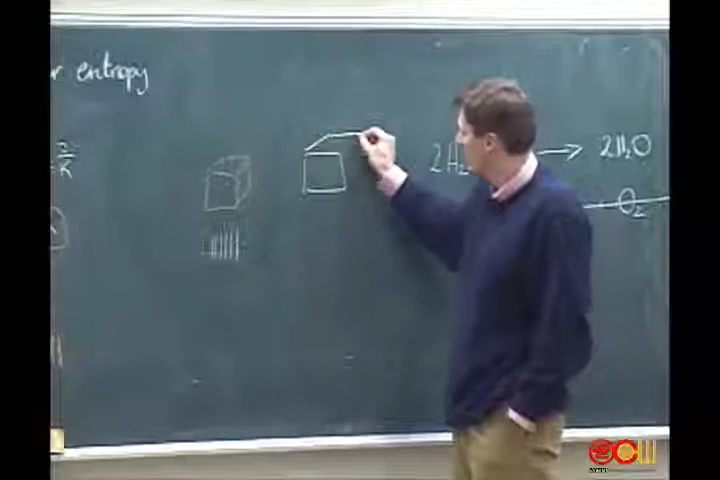 entropy
2H₂ → 2H₂O
O₂